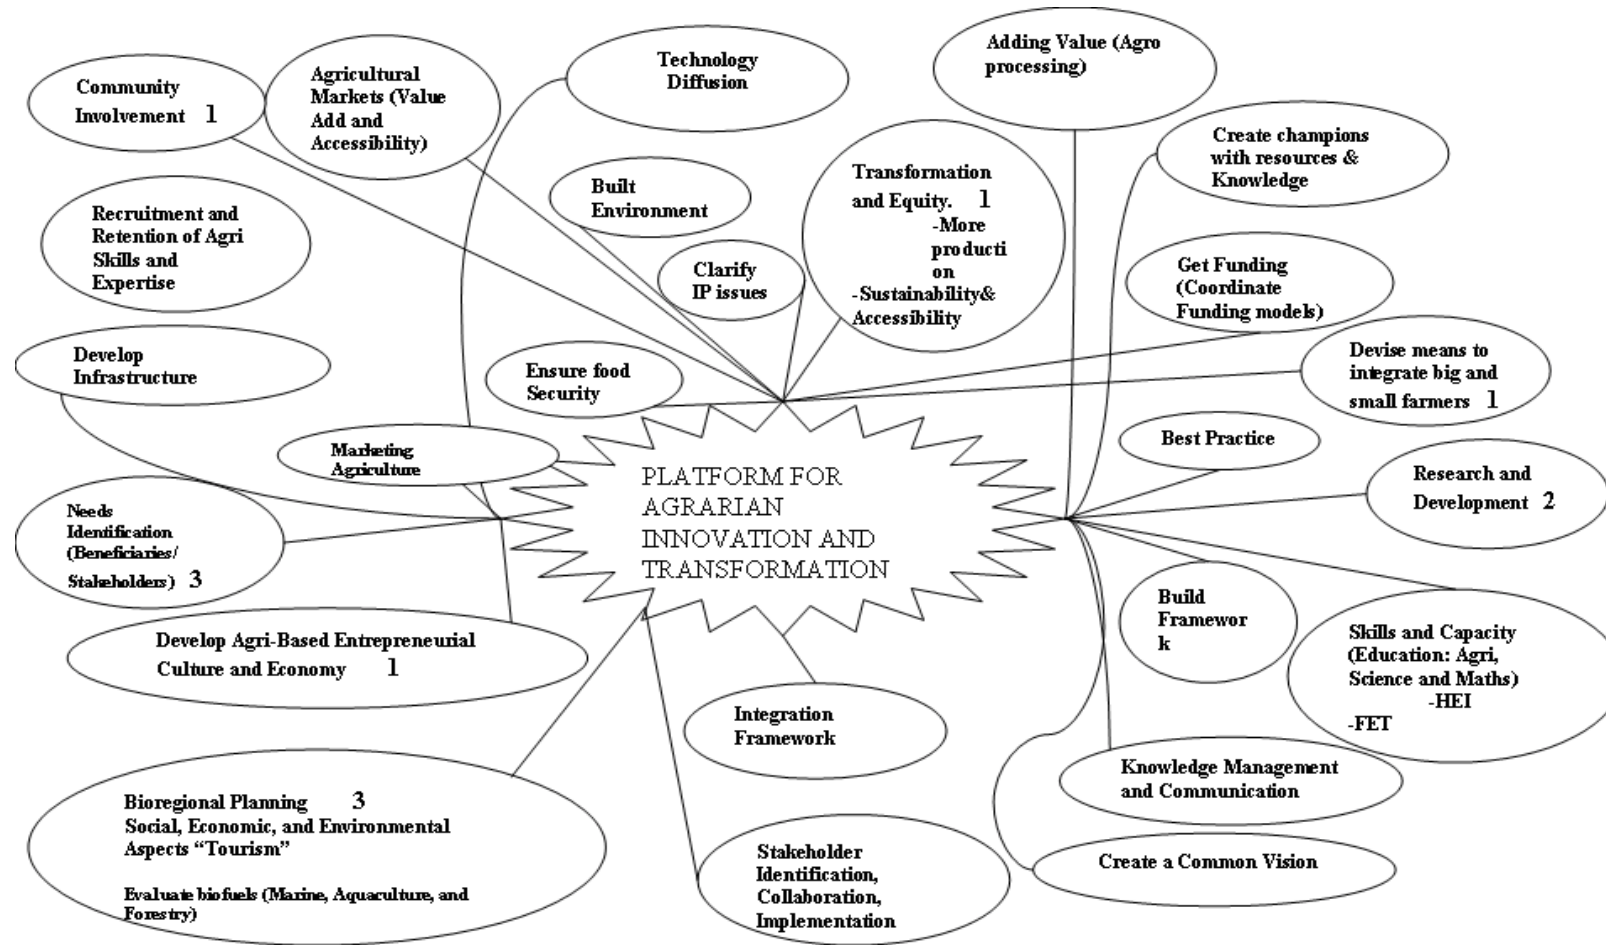 Community
Involvement 1
Agricultural
Markets (Value
Add and
Accessibility)
Technology
Diffusion
Adding Value (Agro
processing)
Create champions
with resources &
Knowledge
Recruitment and
Retention of Agri
Skills and
Expertise
Built
Environment
Clarify
IP issues
Transformation
and Equity. 1
-More
producti
on
-Sustainability&
Accessibility
Get Funding
(Coordinate
Funding models)
Develop
Infrastructure
Ensure food
Security
Devise means to
integrate big and
small farmers 1
Marketing
Agriculture
Best Practice
Research and
Development 2
PLATFORM FOR
AGRARIAN
INNOVATION AND
TRANSFORMATION
Needs
Identification
(Beneficiaries/
Stakeholders) 3
Build
Framewor
k
Skills and Capacity
(Education: Agri,
Science and Maths)
-HEI
-FET
Develop Agri-Based Entrepreneurial
Culture and Economy 1
Integration
Framework
Knowledge Management
and Communication
Bioregional Planning 3
Social, Economic, and Environmental
Aspects “Tourism”
Evaluate biofuels (Marine, Aquaculture, and
Forestry)
Stakeholder
Identification,
Collaboration,
Implementation
Create a Common Vision